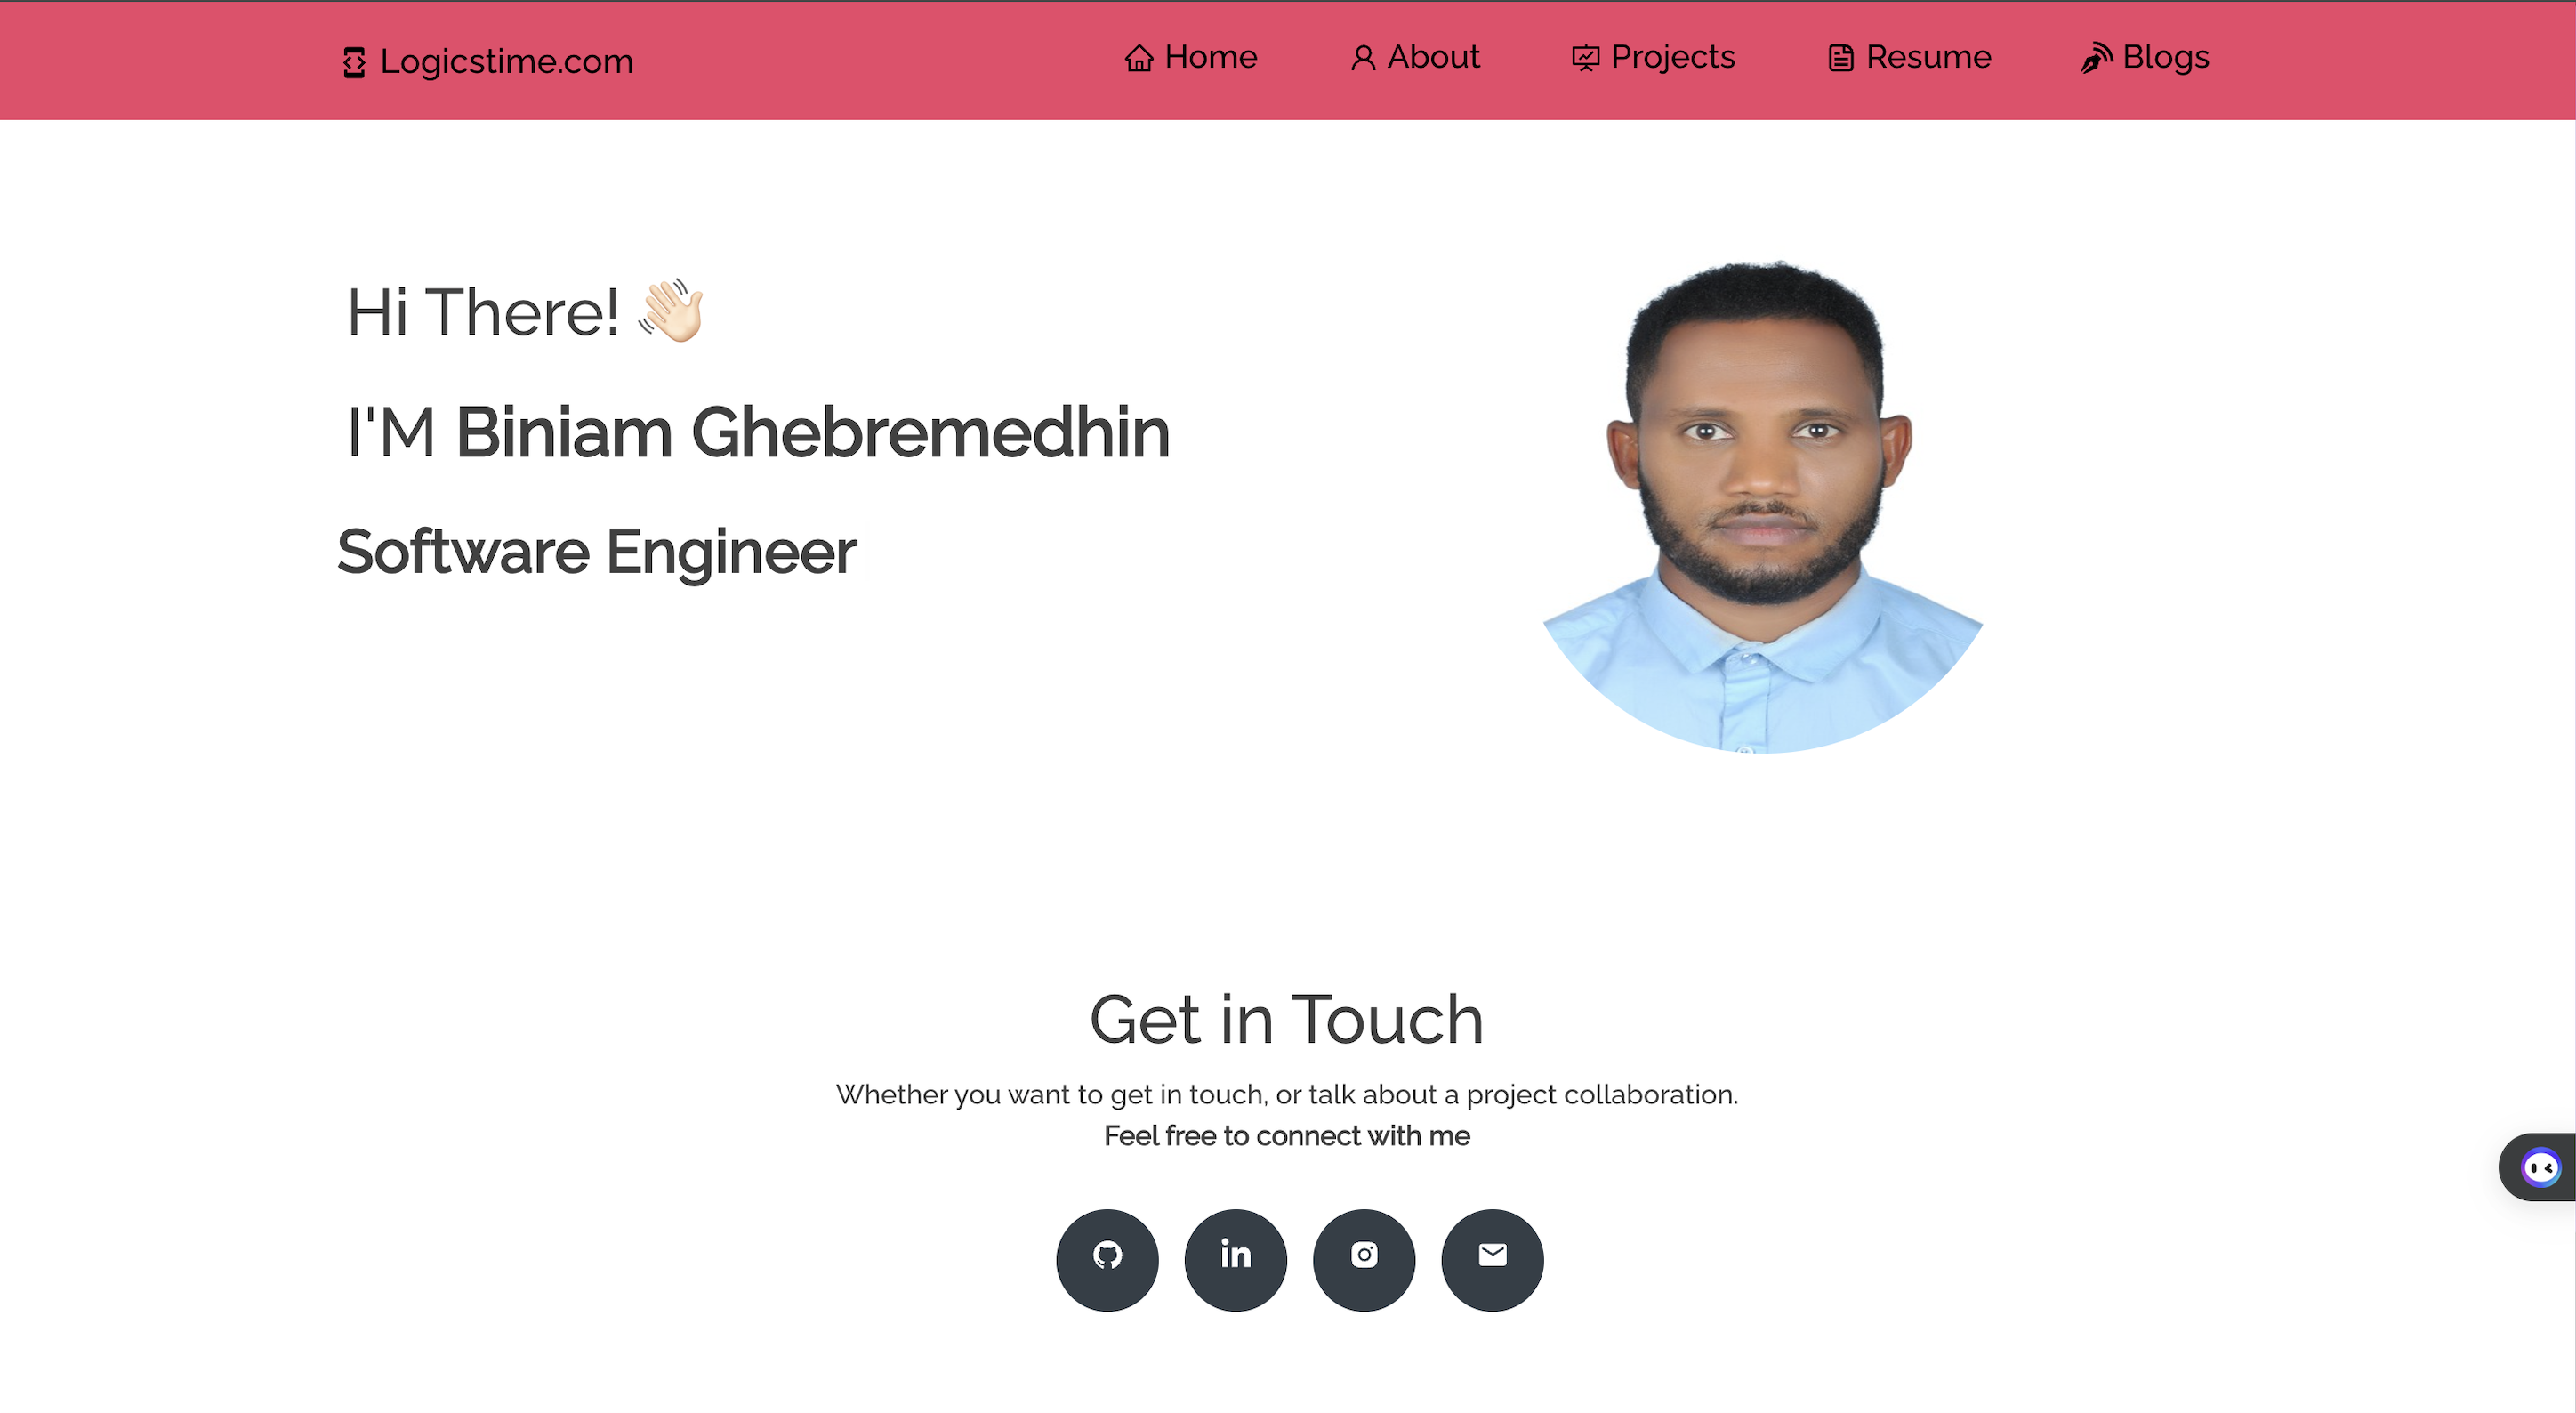 Logicstime.com
Home About Projects Resume Blogs
Hi There! 👋🏻
I'M Biniam Ghebremedhin
Software Engineer
Get in Touch
Whether you want to get in touch, or talk about a project collaboration.
Feel free to connect with me
in